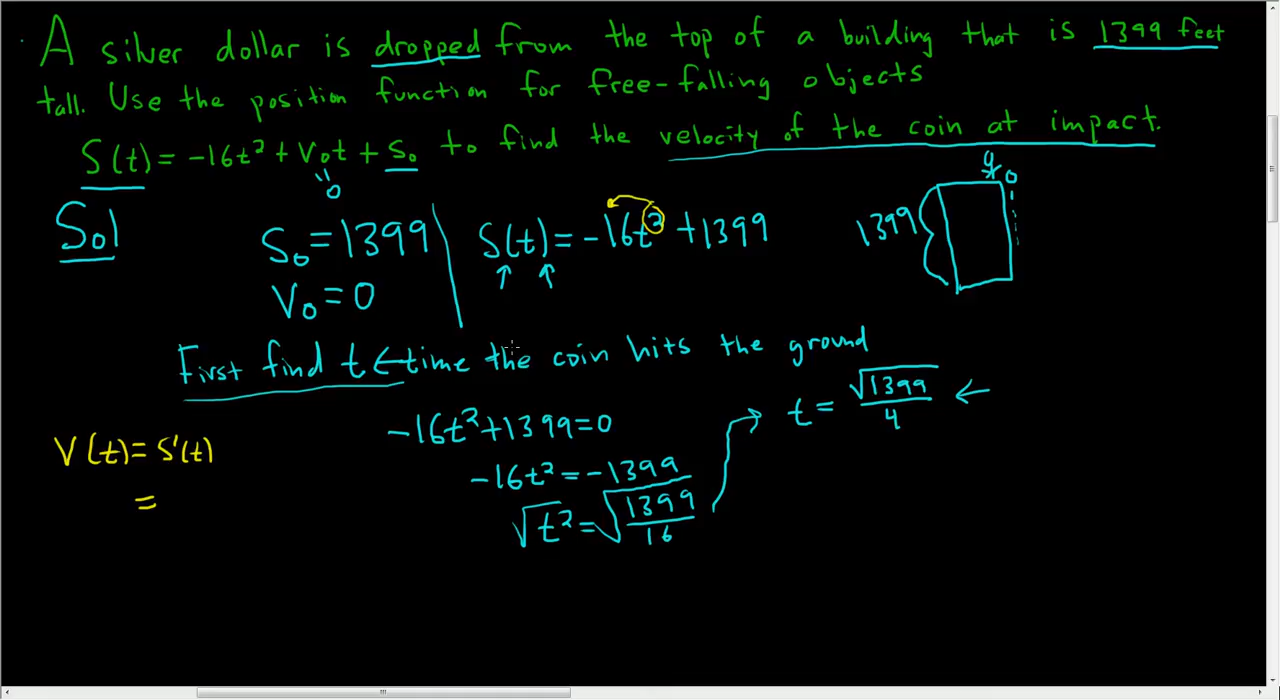 A silver dollar is dropped from the top of a building that is 1399 feet
tall. Use the position function for free-falling objects
S(t) = -16t² + V₀t + S₀ to find the velocity of the coin at impact.
"0
Sol
S₀ = 1399
V₀ = 0
S(t) = -16t² + 1399
1399
First find t ← time the coin hits the ground
-16t² + 1399 = 0
-16t² = -1399
√t² = √1399/16
t = √1399/4 ←
V(t) = S'(t)
=